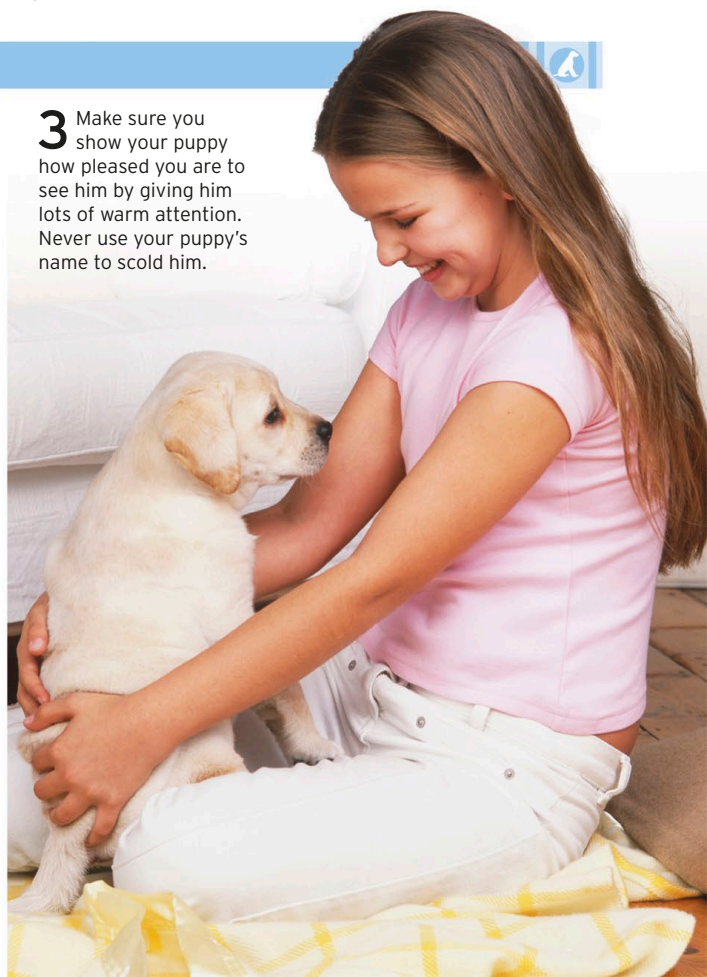 3 Make sure you
show your puppy
how pleased you are to
see him by giving him
lots of warm attention.
Never use your puppy's
name to scold him.